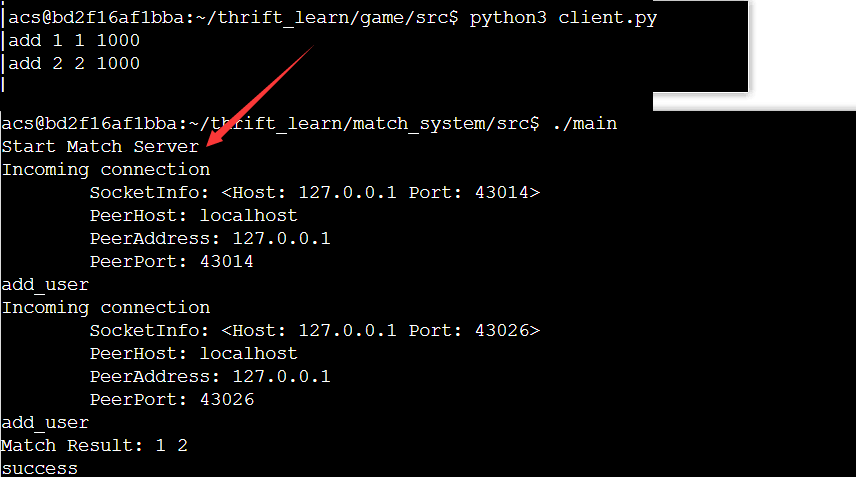 acs@bd2f16af1bba:~/thrift_learn/game/src$ python3 client.py
add 1 1 1000
add 2 2 1000
acs@bd2f16af1bba:~/thrift_learn/match_system/src$ ./main
Start Match Server
Incoming connection
SocketInfo: <Host: 127.0.0.1 Port: 43014>
PeerHost: localhost
PeerAddress: 127.0.0.1
PeerPort: 43014
add_user
Incoming connection
SocketInfo: <Host: 127.0.0.1 Port: 43026>
PeerHost: localhost
PeerAddress: 127.0.0.1
PeerPort: 43026
add_user
Match Result: 1 2
success